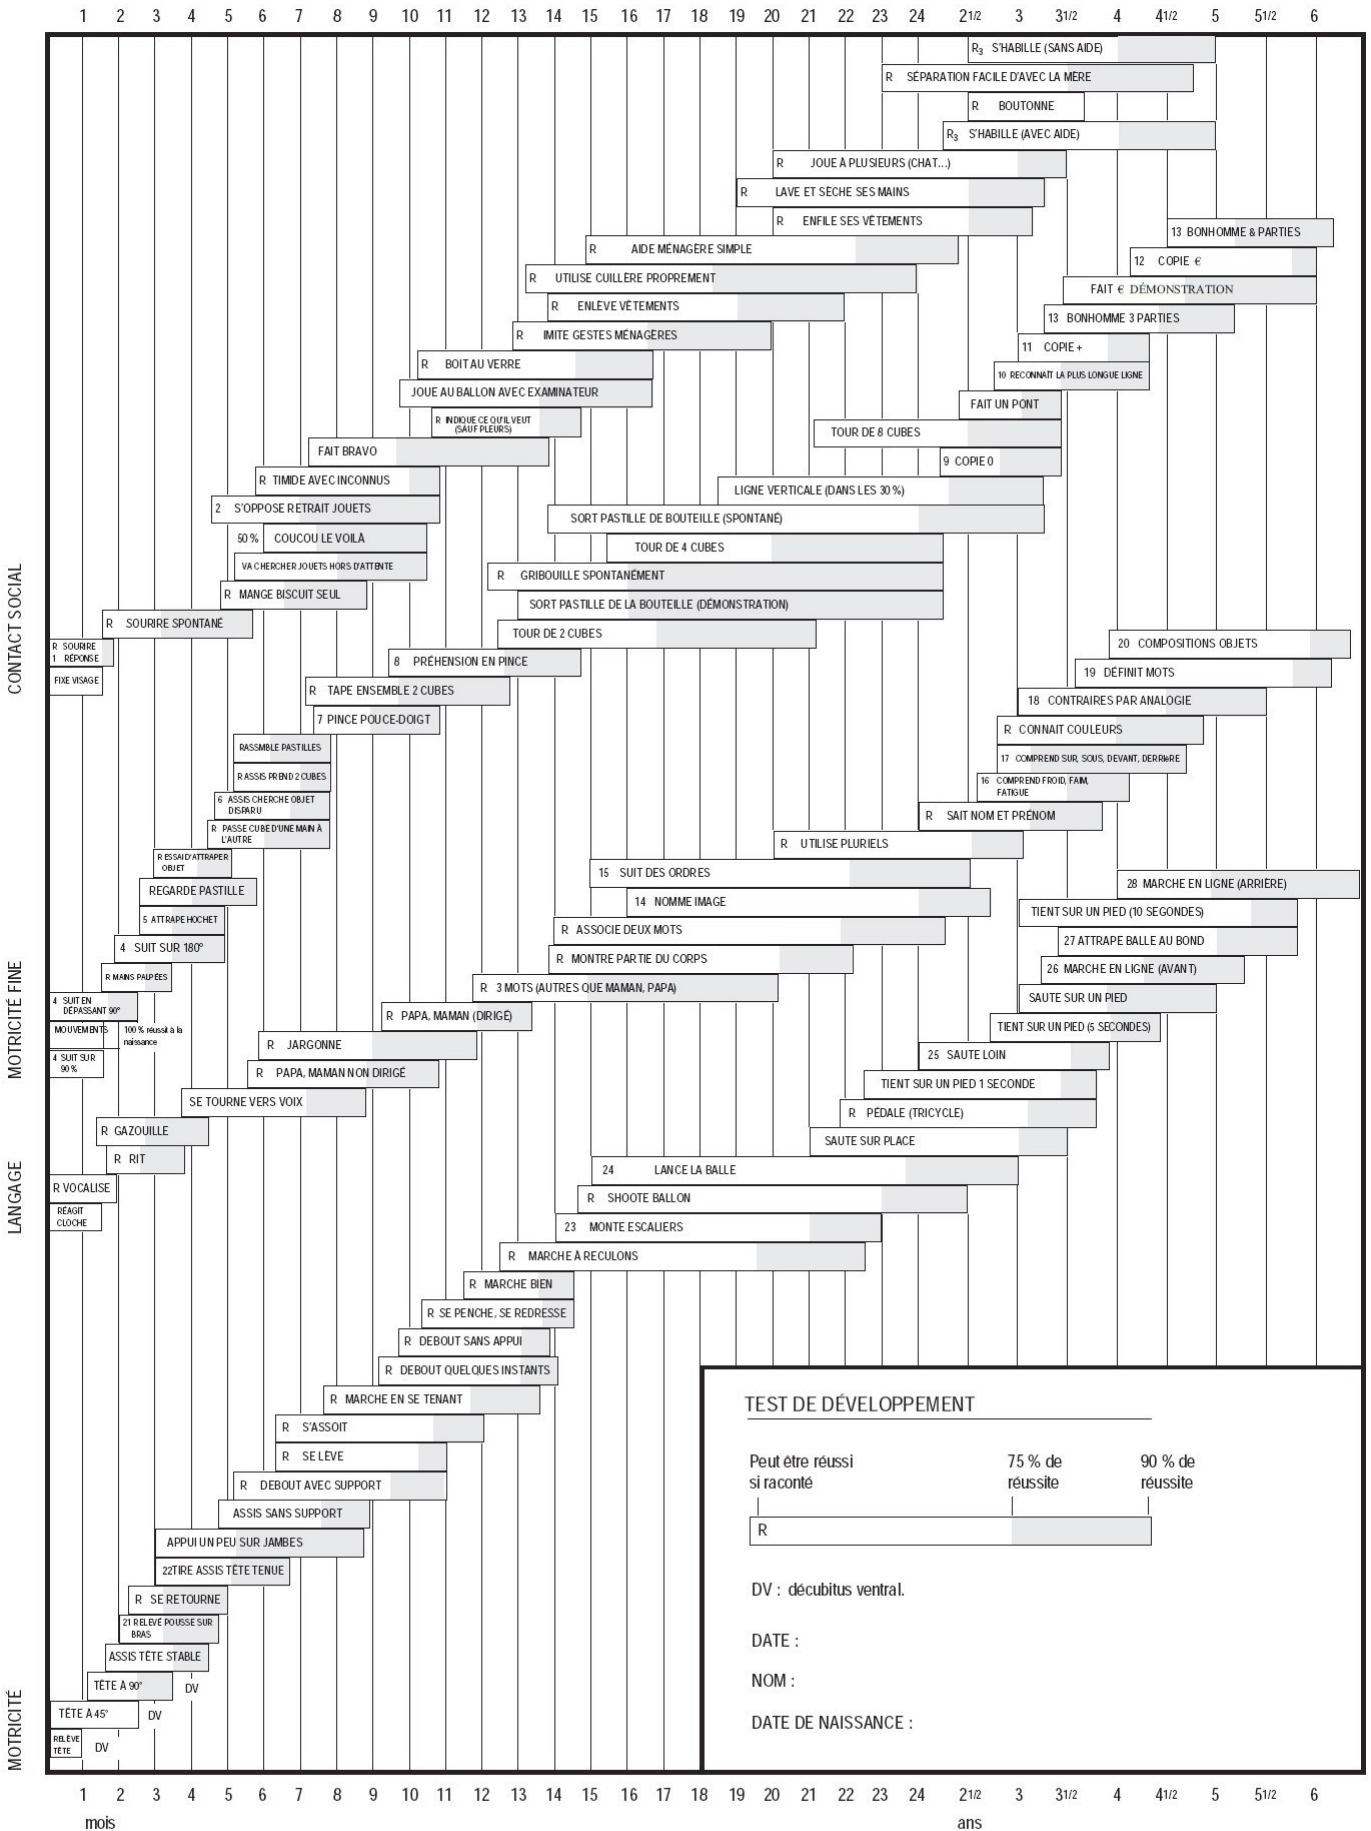 1 2 3 4 5 6 7 8 9 10 11 12 13 14 15 16 17 18 19 20 21 22 23 24 2 1/2 3 3 1/2 4 4 1/2 5 5 1/2 6
R3 S'HABILLE (SANS AIDE)
R SÉPARATION FACILE D'AVEC LA MÈRE
R BOUTONNE
R3 S'HABILLE (AVEC AIDE)
R JOUE À PLUSIEURS (CHAT...)
R LAVE ET SÈCHE SES MAINS
R ENFILE SES VÊTEMENTS
13 BONHOMME & PARTIES
R AIDE MÉNAGÈRE SIMPLE
12 COPIE €
R UTILISE CUILLÈRE PROPREMENT
FAIT € DÉMONSTRATION
R ENLÈVE VÊTEMENTS
13 BONHOMME 3 PARTIES
R IMITE GESTES MÉNAGÈRES
11 COPIE +
R BOIT AU VERRE
10 RECONNAÎT LA PLUS LONGUE LIGNE
JOUE AU BALLON AVEC EXAMINATEUR
FAIT UN PONT
R INDIQUE CE QU'IL VEUT
(SAUF PLEURS)
TOUR DE 8 CUBES
FAIT BRAVO
9 COPIE 0
R TIMIDE AVEC INCONNUS
LIGNE VERTICALE (DANS LES 30 %)
2 S'OPPOSE RETRAIT JOUETS
SORT PASTILLE DE BOUTEILLE (SPONTANÉ)
50 % COUCOU LE VOILÀ
TOUR DE 4 CUBES
VA CHERCHER JOUETS HORS D'ATTENTE
R GRIBOUILLE SPONTANÉMENT
R MANGE BISCUIT SEUL
SORT PASTILLE DE LA BOUTEILLE (DÉMONSTRATION)
CONTACT SOCIAL
R SOURIRE SPONTANÉ
TOUR DE 2 CUBES
R SOURIRE
1 RÉPONSE
20 COMPOSITIONS OBJETS
8 PRÉHENSION EN PINCE
FIXE VISAGE
19 DÉFINIT MOTS
R TAPE ENSEMBLE 2 CUBES
18 CONTRAIRES PAR ANALOGIE
7 PINCE POUCE-DOIGT
R CONNAIT COULEURS
RASSMBLE PASTILLES
17 COMPREND SUR, SOUS, DEVANT, DERRIèRE
R ASSIS PREND 2 CUBES
16 COMPREND FROID, FAIM,
FATIGUE
6 ASSIS CHERCHE OBJET
DISPARU
R SAIT NOM ET PRÉNOM
R PASSE CUBE D'UNE MAIN À
L'AUTRE
R UTILISE PLURIELS
R ESSAI D'ATTRAPER
OBJET
15 SUIT DES ORDRES
28 MARCHE EN LIGNE (ARRIÈRE)
REGARDE PASTILLE
14 NOMME IMAGE
TIENT SUR UN PIED (10 SEGONDES)
5 ATTRAPE HOCHET
R ASSOCIE DEUX MOTS
27 ATTRAPE BALLE AU BOND
4 SUIT SUR 180°
R MONTRE PARTIE DU CORPS
26 MARCHE EN LIGNE (AVANT)
MOTRICITÉ FINE
R MAINS PALPÉES
R 3 MOTS (AUTRES QUE MAMAN, PAPA)
SAUTE SUR UN PIED
4 SUIT EN
DÉPASSANT 90°
R PAPA, MAMAN (DIRIGÉ)
TIENT SUR UN PIED (5 SECONDES)
MOUVEMENTS
100 % réussit à la
naissance
R JARGONNE
25 SAUTE LOIN
4 SUIT SUR
90 %
R PAPA, MAMAN NON DIRIGÉ
TIENT SUR UN PIED 1 SECONDE
SE TOURNE VERS VOIX
R PÉDALE (TRICYCLE)
R GAZOUILLE
SAUTE SUR PLACE
LANGAGE
R RIT
24 LANCE LA BALLE
R VOCALISE
R SHOOTE BALLON
RÉAGIT
CLOCHE
23 MONTE ESCALIERS
R MARCHE À RECULONS
R MARCHE BIEN
R SE PENCHE, SE REDRESSE
R DEBOUT SANS APPUI
R DEBOUT QUELQUES INSTANTS
R MARCHE EN SE TENANT
R S'ASSOIT
R SE LÈVE
R DEBOUT AVEC SUPPORT
ASSIS SANS SUPPORT
APPUI UN PEU SUR JAMBES
22TIRE ASSIS TÊTE TENUE
R SE RETOURNE
21 RELEVÉ POUSSE SUR
BRAS
ASSIS TÊTE STABLE
MOTRICITÉ
TÊTE À 90° DV
TÊTE À 45° DV
RELÈVE
TÊTE
DV
TEST DE DÉVELOPPEMENT
Peut être réussi
si raconté
75 % de
réussite
90 % de
réussite
R
DV : décubitus ventral.
DATE :
NOM :
DATE DE NAISSANCE :
1 2 3 4 5 6 7 8 9 10 11 12 13 14 15 16 17 18 19 20 21 22 23 24 2 1/2 3 3 1/2 4 4 1/2 5 5 1/2 6
mois ans